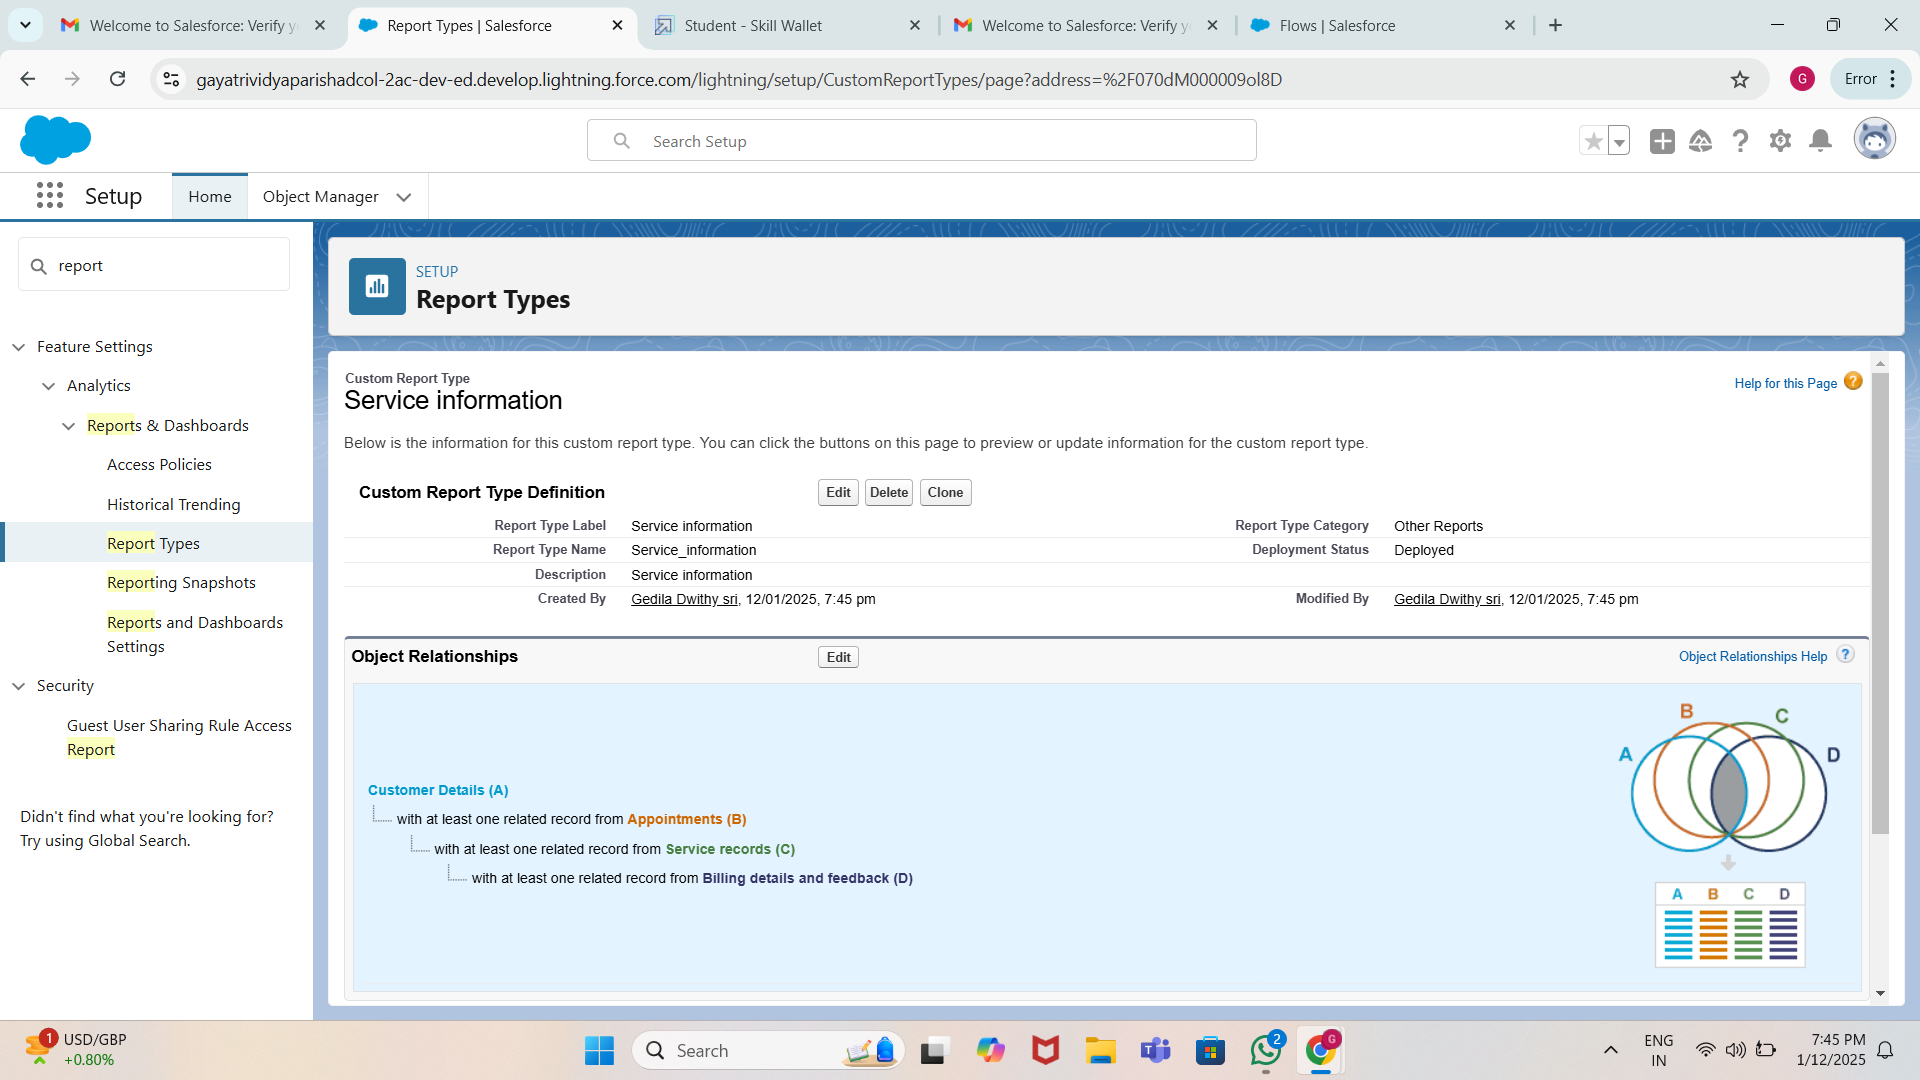 Welcome to Salesforce: Verify y
Report Types | Salesforce
Student - Skill Wallet
Welcome to Salesforce: Verify y
Flows | Salesforce
gayatrividyaparishadcol-2ac-dev-ed.develop.lightning.force.com/lightning/setup/CustomReportTypes/page?address=%2F070dM000009ol8D
G
Error
Search Setup
Setup
Home
Object Manager
report
Feature Settings
Analytics
Reports & Dashboards
Access Policies
Historical Trending
Report Types
Reporting Snapshots
Reports and Dashboards
Settings
Security
Guest User Sharing Rule Access
Report
Didn't find what you're looking for?
Try using Global Search.
SETUP
Report Types
Custom Report Type
Service information
Help for this Page ?
Below is the information for this custom report type. You can click the buttons on this page to preview or update information for the custom report type.
Custom Report Type Definition
Edit
Delete
Clone
Report Type Label Service information
Report Type Category Other Reports
Report Type Name Service_information
Deployment Status Deployed
Description Service information
Created By Gedila Dwithy sri, 12/01/2025, 7:45 pm
Modified By Gedila Dwithy sri, 12/01/2025, 7:45 pm
Object Relationships
Edit
Object Relationships Help ?
Customer Details (A)
with at least one related record from Appointments (B)
with at least one related record from Service records (C)
with at least one related record from Billing details and feedback (D)
B
C
A
D
A B C D
1
USD/GBP
+0.80%
Search
2
G
ENG
IN
7:45 PM
1/12/2025